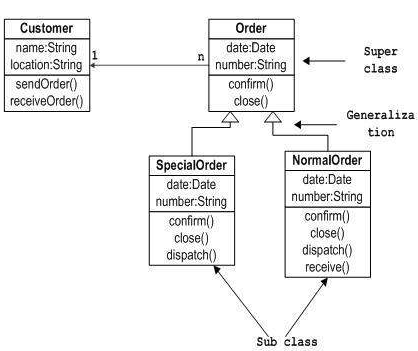 Customer
name:String
location:String
sendOrder()
receiveOrder()
1
n
Order
date:Date
number:String
confirm()
close()
Super
class
Generaliza
tion
SpecialOrder
date:Date
number:String
confirm()
close()
dispatch()
NormalOrder
date:Date
number:String
confirm()
close()
dispatch()
receive()
Sub class